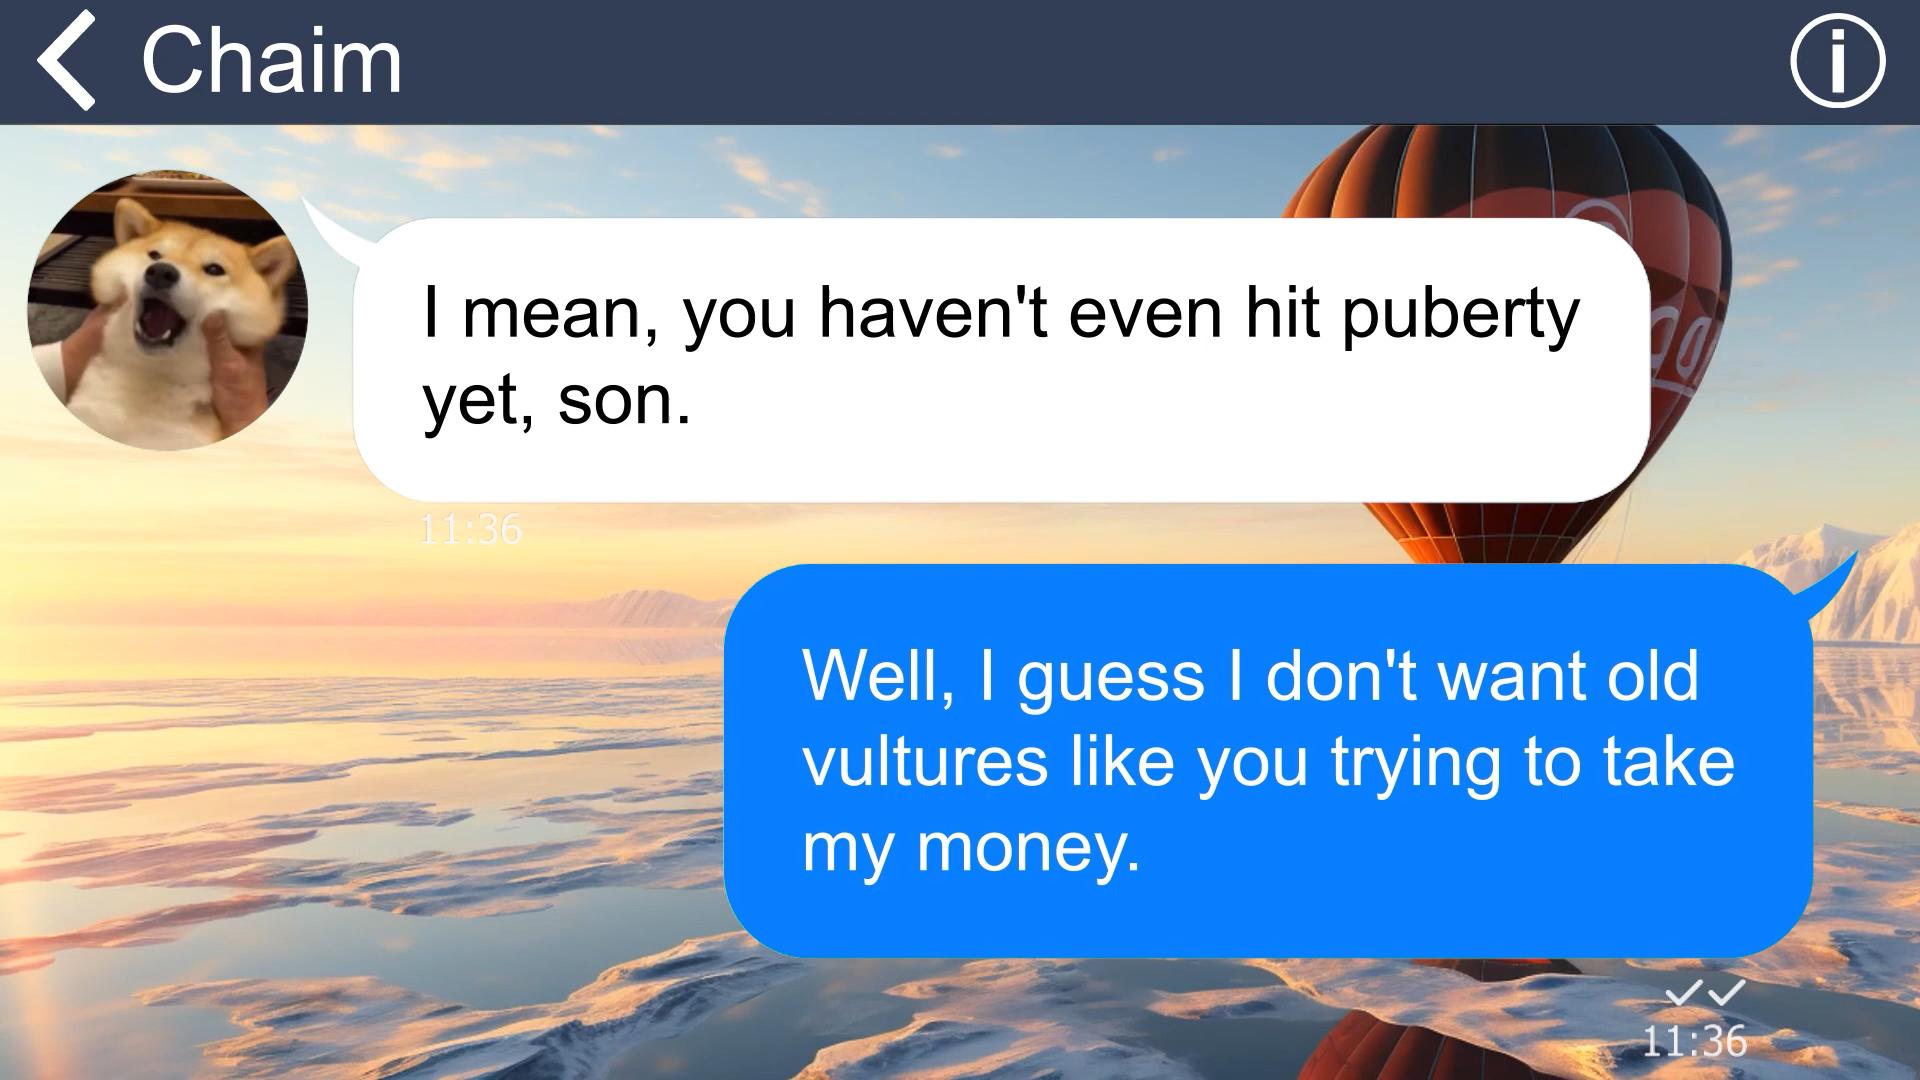 Chaim
I mean, you haven't even hit puberty
yet, son.
11:36
Well, I guess I don't want old
vultures like you trying to take
my money.
11:36